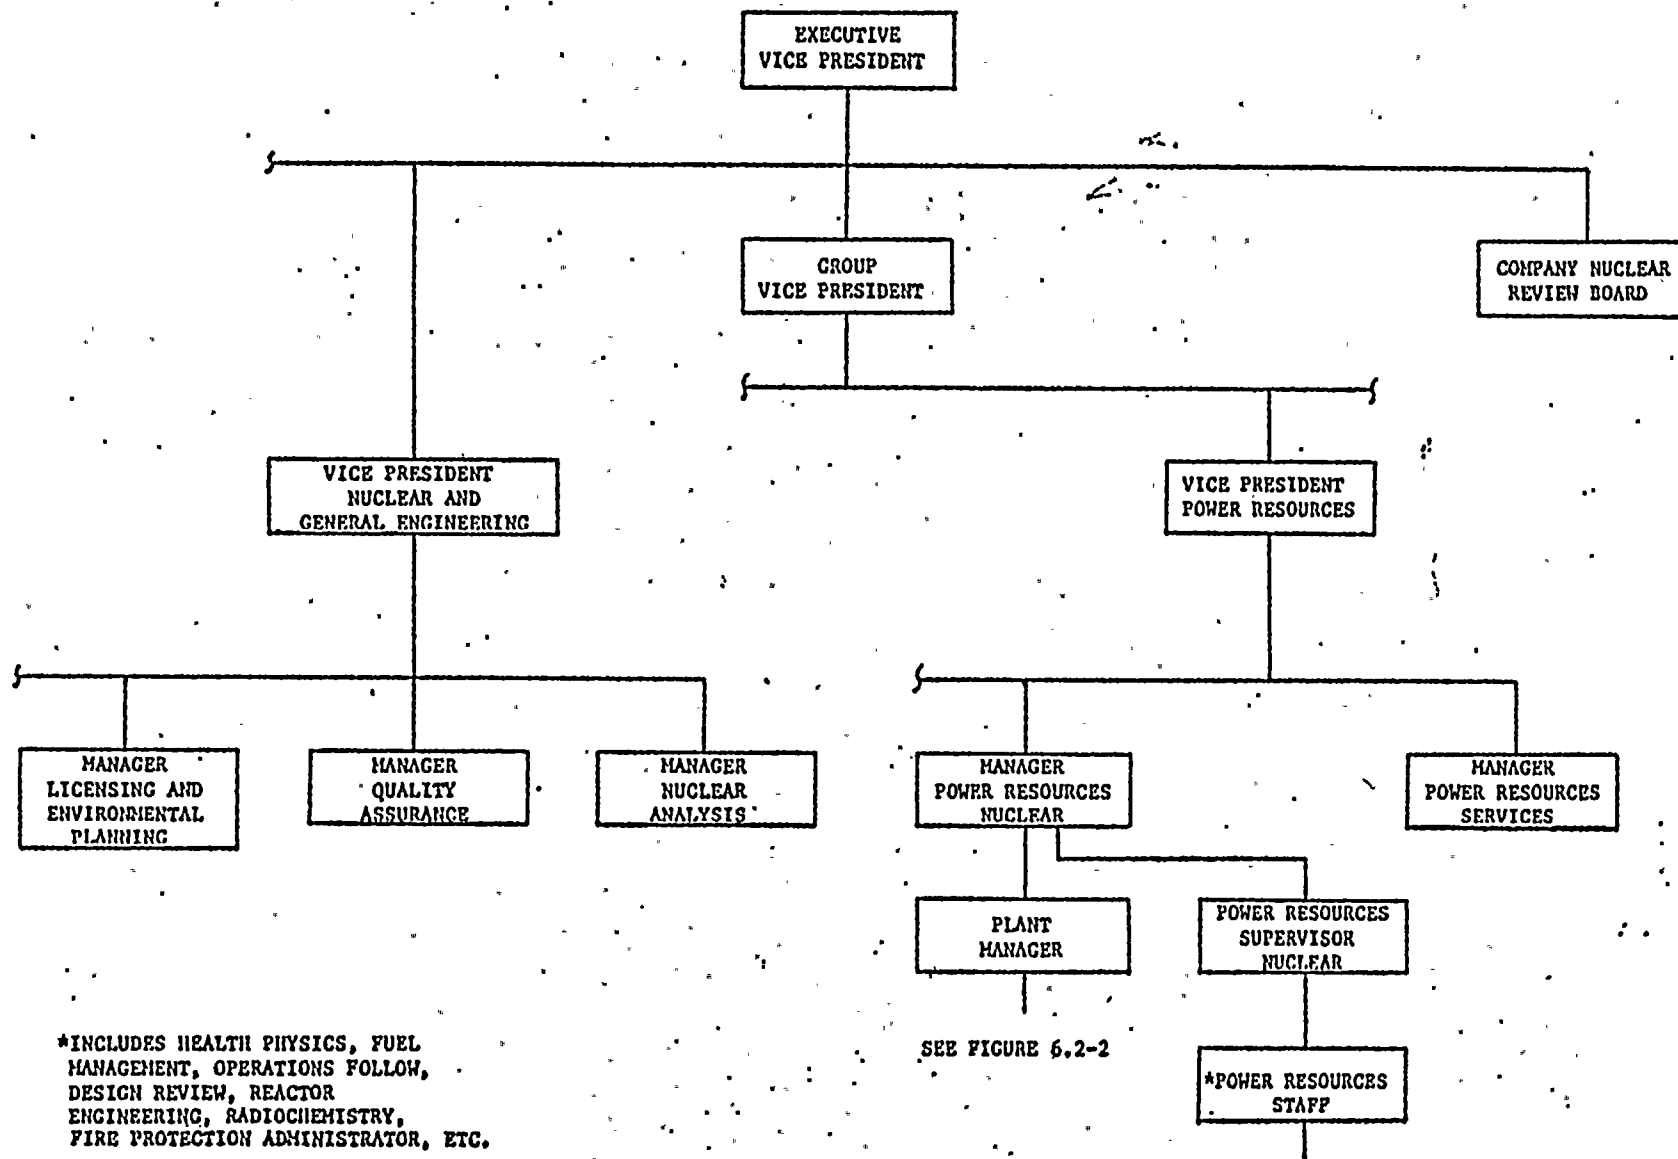 EXECUTIVE
VICE PRESIDENT
GROUP
VICE PRESIDENT
COMPANY NUCLEAR
REVIEW BOARD
VICE PRESIDENT
NUCLEAR AND
GENERAL ENGINEERING
VICE PRESIDENT
POWER RESOURCES
MANAGER
LICENSING AND
ENVIRONMENTAL
PLANNING
MANAGER
QUALITY
ASSURANCE
MANAGER
NUCLEAR
ANALYSIS
MANAGER
POWER RESOURCES
NUCLEAR
MANAGER
POWER RESOURCES
SERVICES
PLANT
MANAGER
POWER RESOURCES
SUPERVISOR
NUCLEAR
SEE FIGURE 6.2-2
*POWER RESOURCES
STAFF
*INCLUDES HEALTH PHYSICS, FUEL
MANAGEMENT, OPERATIONS FOLLOW,
DESIGN REVIEW, REACTOR
ENGINEERING, RADIOCHEMISTRY,
FIRE PROTECTION ADMINISTRATOR, ETC.